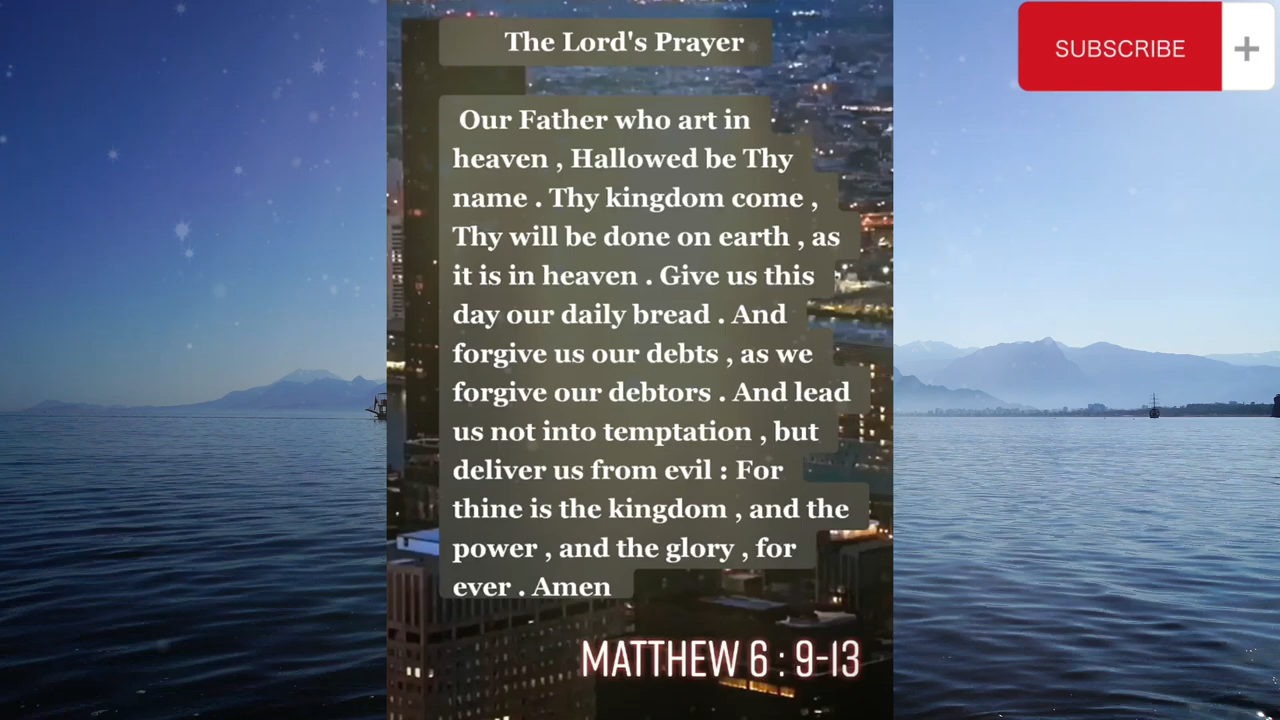 The Lord's Prayer
SUBSCRIBE +
Our Father who art in
heaven , Hallowed be Thy
name . Thy kingdom come ,
Thy will be done on earth , as
it is in heaven . Give us this
day our daily bread . And
forgive us our debts , as we
forgive our debtors . And lead
us not into temptation , but
deliver us from evil : For
thine is the kingdom , and the
power , and the glory , for
ever . Amen
MATTHEW 6 : 9-13